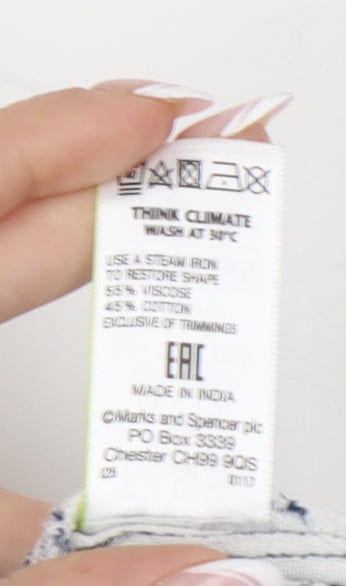 THINK CLIMATE
WASH AT 30°C
USE A STEAM IRON
TO RESTORE SHAPE
55% VISCOSE
45% COTTON
EXCLUSIVE OF TRIMMINGS
EAC
MADE IN INDIA
©Marks and Spencer plc
PO Box 3339
Chester CH99 9QS